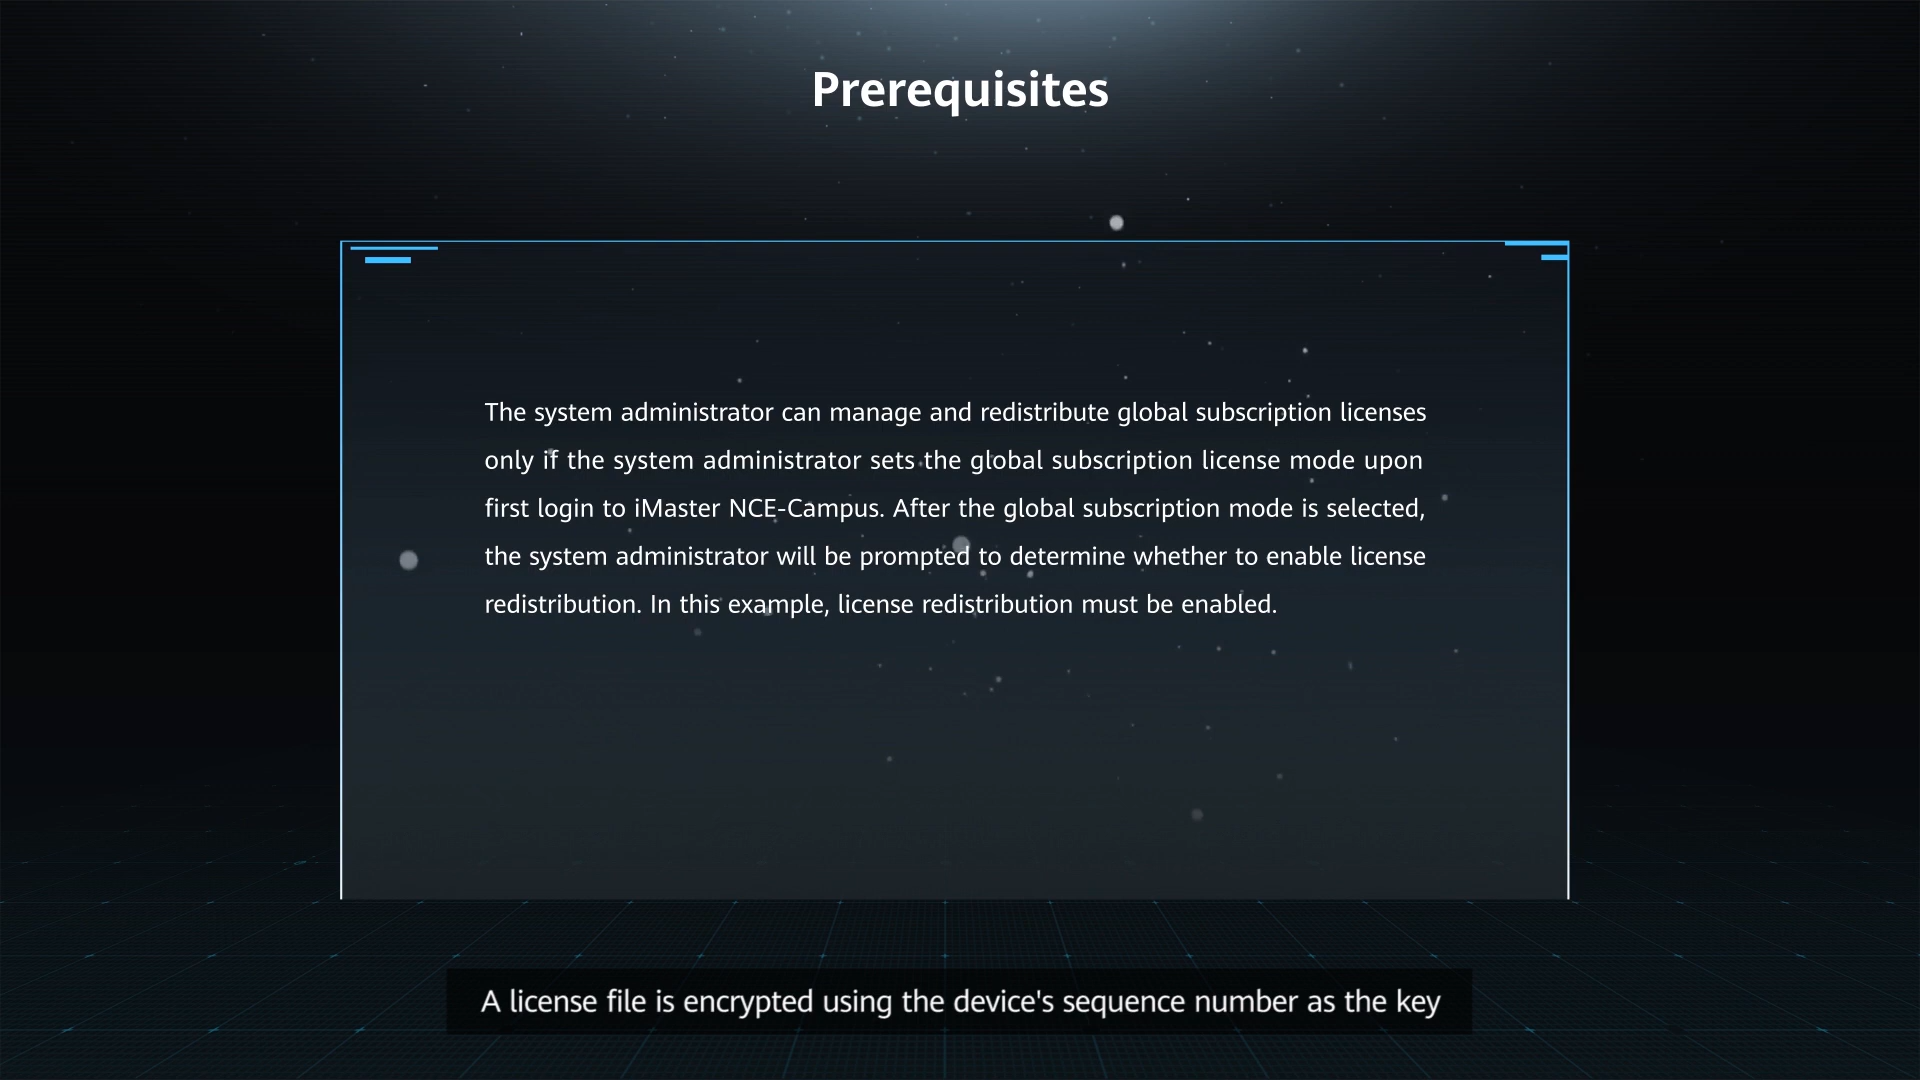 Prerequisites
The system administrator can manage and redistribute global subscription licenses
only if the system administrator sets the global subscription license mode upon
first login to iMaster NCE-Campus. After the global subscription mode is selected,
the system administrator will be prompted to determine whether to enable license
redistribution. In this example, license redistribution must be enabled.
A license file is encrypted using the device's sequence number as the key